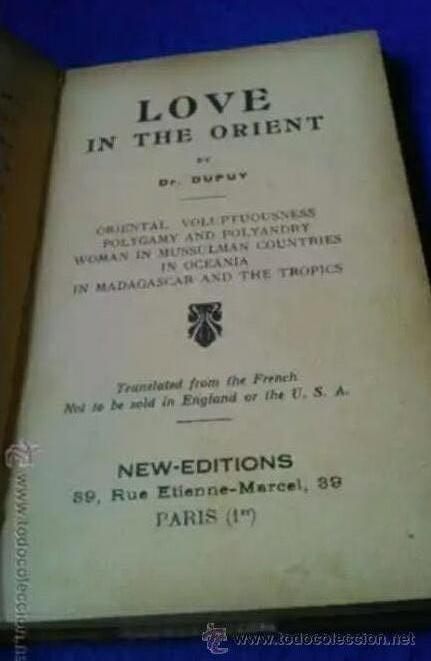 LOVE
IN THE ORIENT
BY
Dr. DUPUY
ORIENTAL VOLUPTUOUSNESS
POLYGAMY AND POLYANDRY
WOMAN IN MUSSULMAN COUNTRIES
IN OCEANIA
IN MADAGASCAR AND THE TROPICS
Translated from the French
Not to be sold in England or the U. S. A.
NEW-EDITIONS
39, Rue Etienne-Marcel, 39
PARIS (1er)
www.todocoleccion.net
www.todocoleccion.net